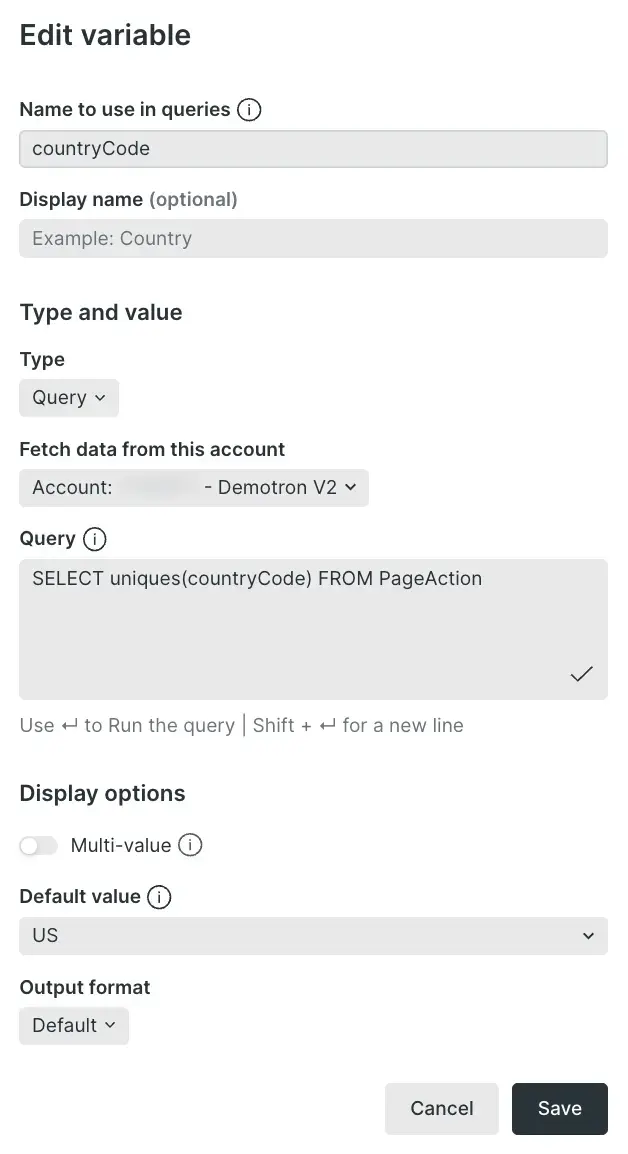 Edit variable
Name to use in queries
countryCode
Display name (optional)
Example: Country
Type and value
Type
Query
Fetch data from this account
Account: - Demotron V2
Query
SELECT uniques(countryCode) FROM PageAction
Use ↵ to Run the query | Shift + ↵ for a new line
Display options
Multi-value
Default value
US
Output format
Default
Cancel Save